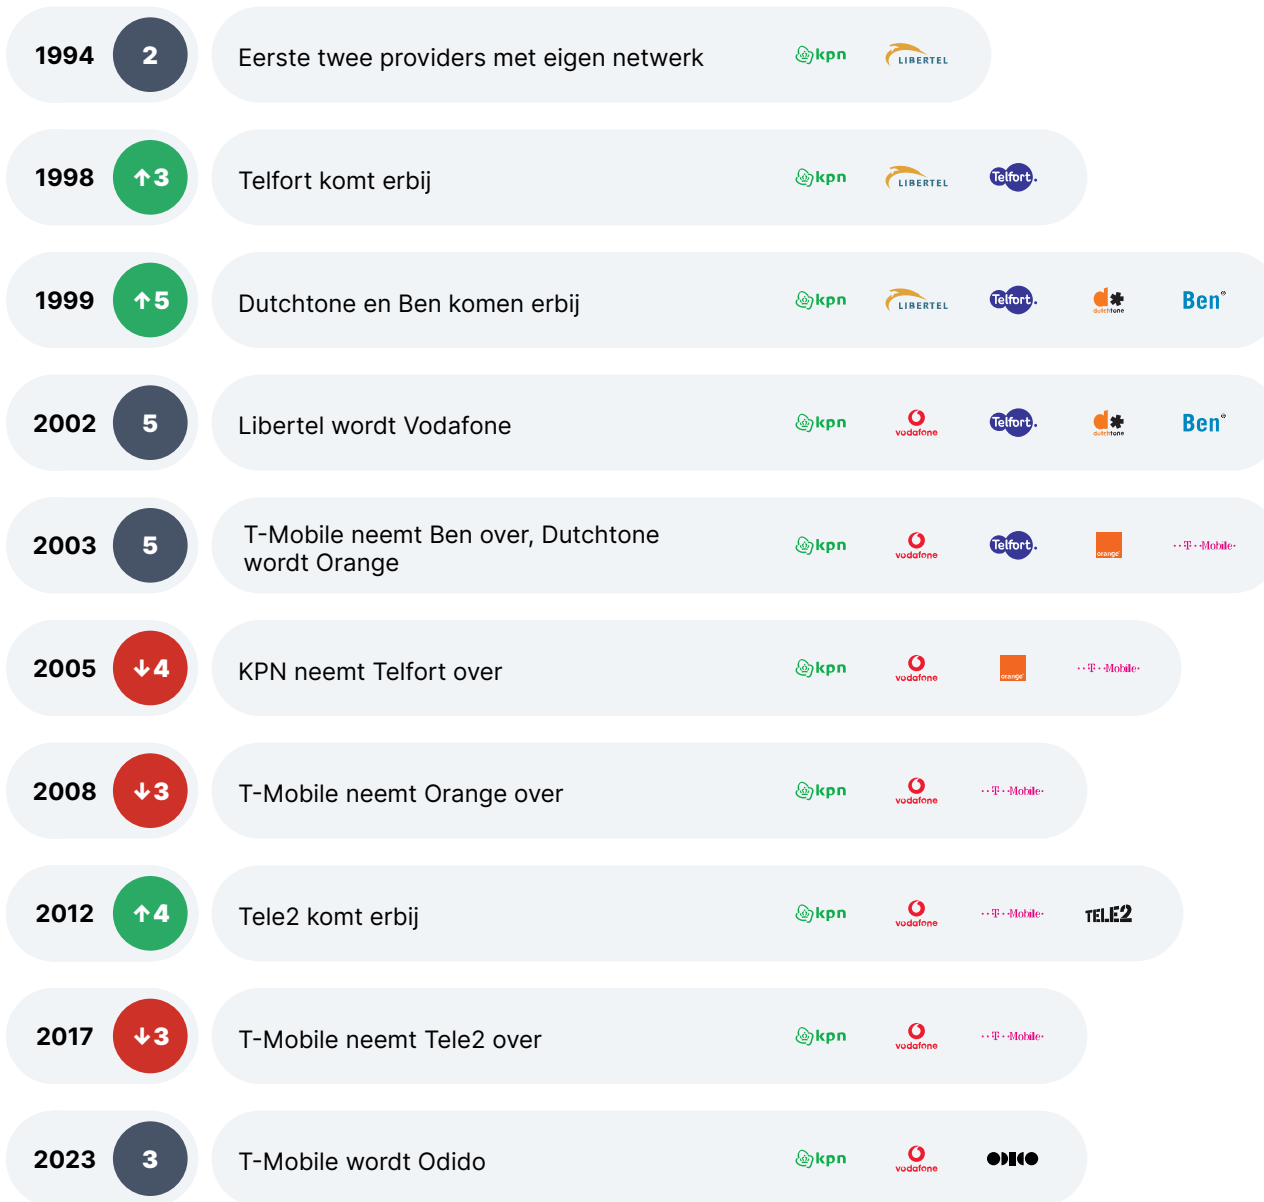 1994 2 Eerste twee providers met eigen netwerk kpn LIBERTEL
1998 ↑3 Telfort komt erbij kpn LIBERTEL Telfort.
1999 ↑5 Dutchtone en Ben komen erbij kpn LIBERTEL Telfort. d* dutchtone Ben®
2002 5 Libertel wordt Vodafone kpn vodafone Telfort. d* dutchtone Ben®
2003 5 T-Mobile neemt Ben over, Dutchtone
wordt Orange kpn vodafone Telfort. orange ··T··Mobile·
2005 ↓4 KPN neemt Telfort over kpn vodafone orange ··T··Mobile·
2008 ↓3 T-Mobile neemt Orange over kpn vodafone ··T··Mobile·
2012 ↑4 Tele2 komt erbij kpn vodafone ··T··Mobile· TELE2
2017 ↓3 T-Mobile neemt Tele2 over kpn vodafone ··T··Mobile·
2023 3 T-Mobile wordt Odido kpn vodafone ODIDO